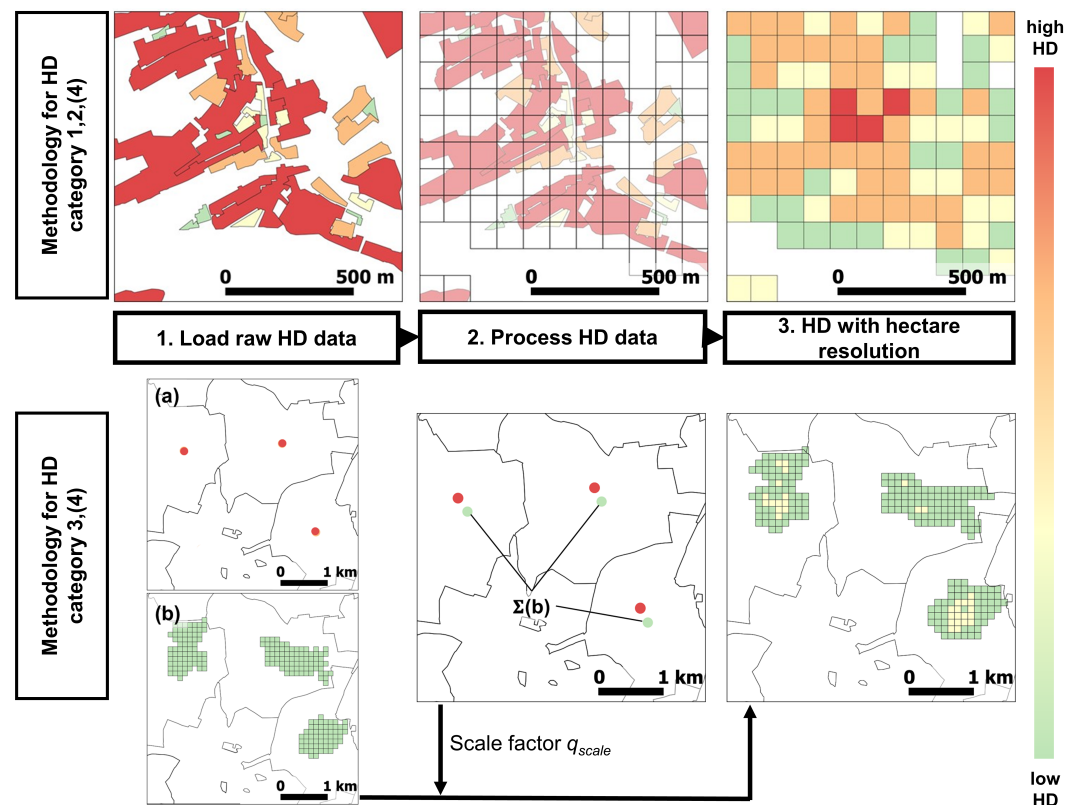 Methodology for HD
category 1,2,(4)
0 500 m
0 500 m
0 500 m
high
HD
1. Load raw HD data
2. Process HD data
3. HD with hectare
resolution
Methodology for HD
category 3,(4)
(a)
0 1 km
(b)
0 1 km
Σ(b)
0 1 km
0 1 km
Scale factor qscale
low
HD